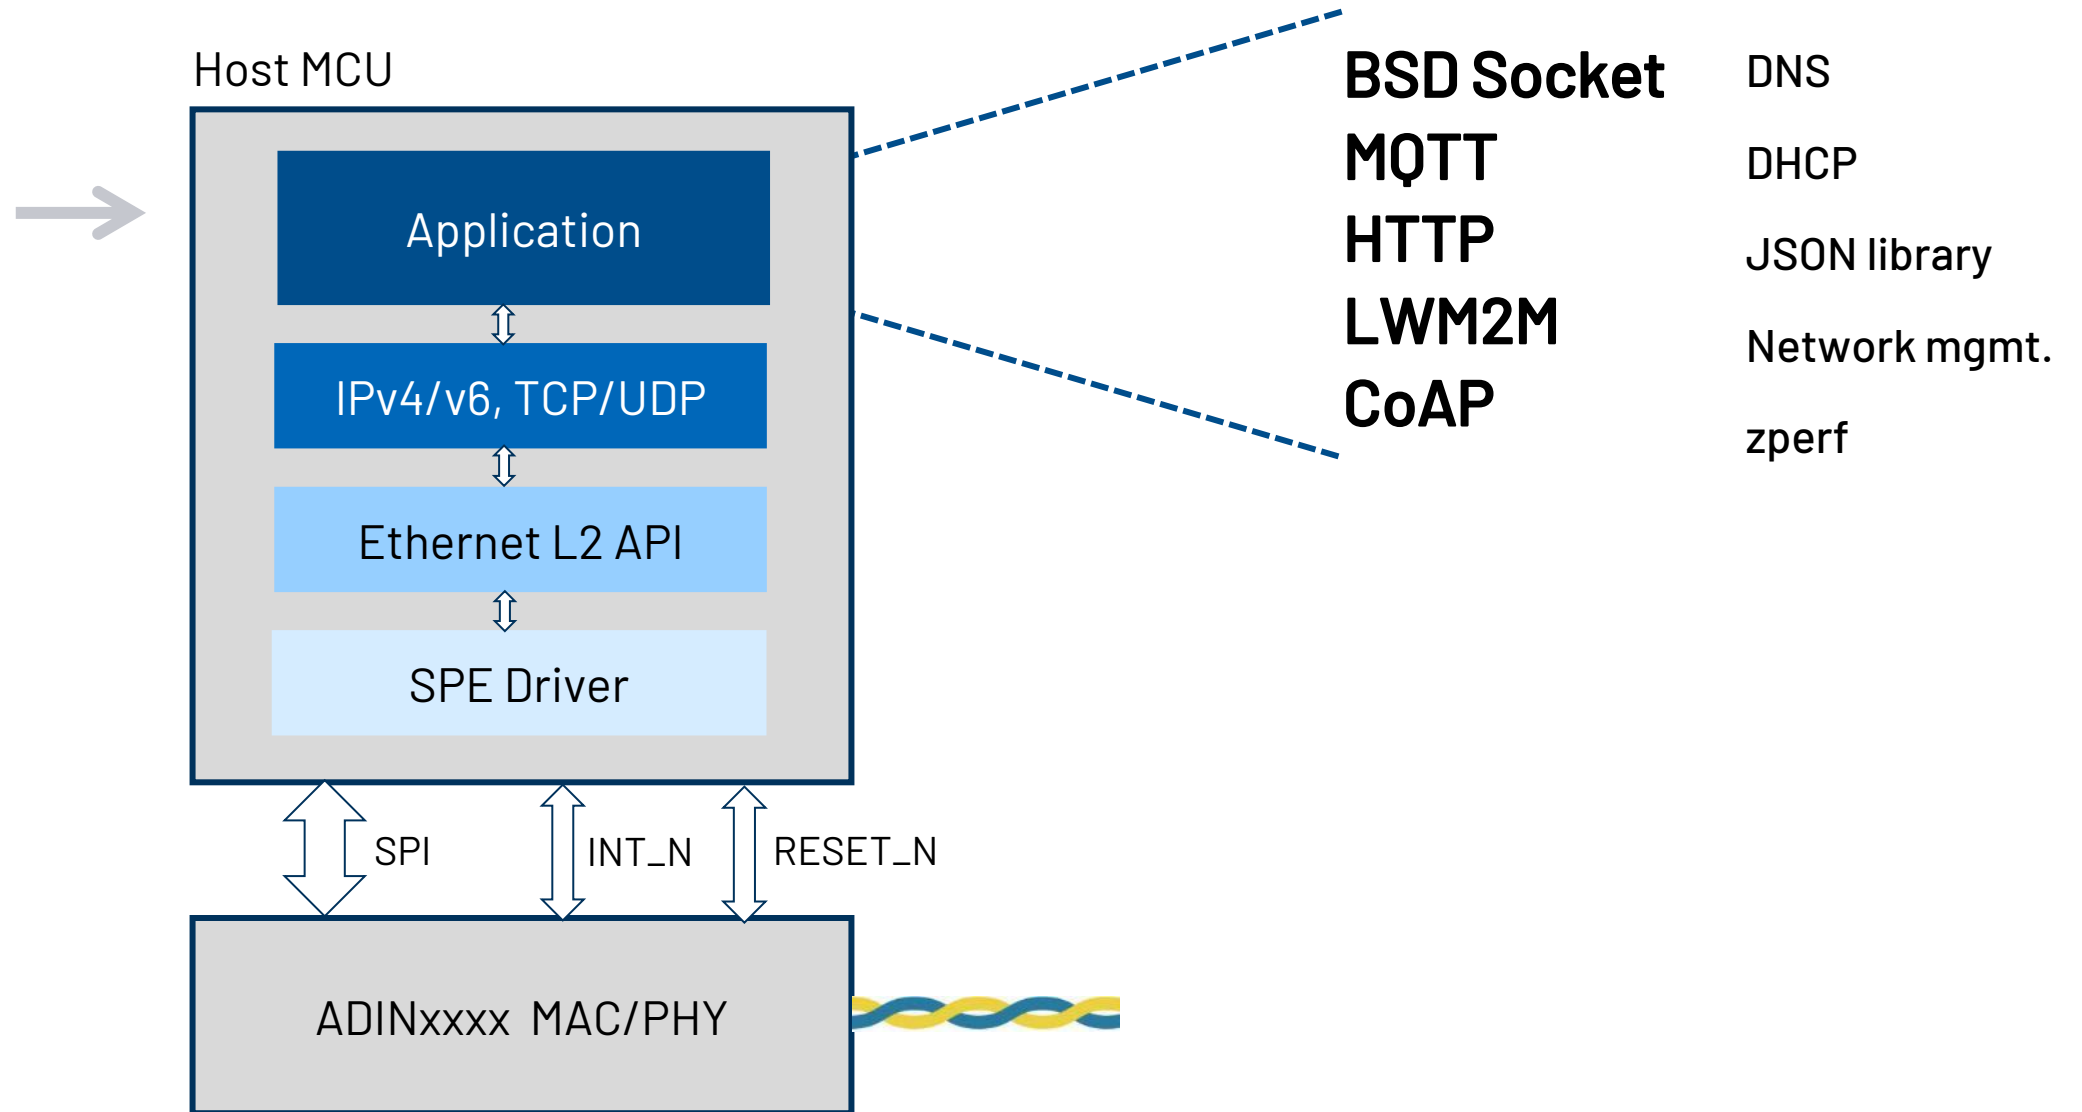 Host MCU
Application
IPv4/v6, TCP/UDP
Ethernet L2 API
SPE Driver
SPI
INT_N
RESET_N
ADINxxxx MAC/PHY
BSD Socket
MQTT
HTTP
LWM2M
CoAP
DNS
DHCP
JSON library
Network mgmt.
zperf